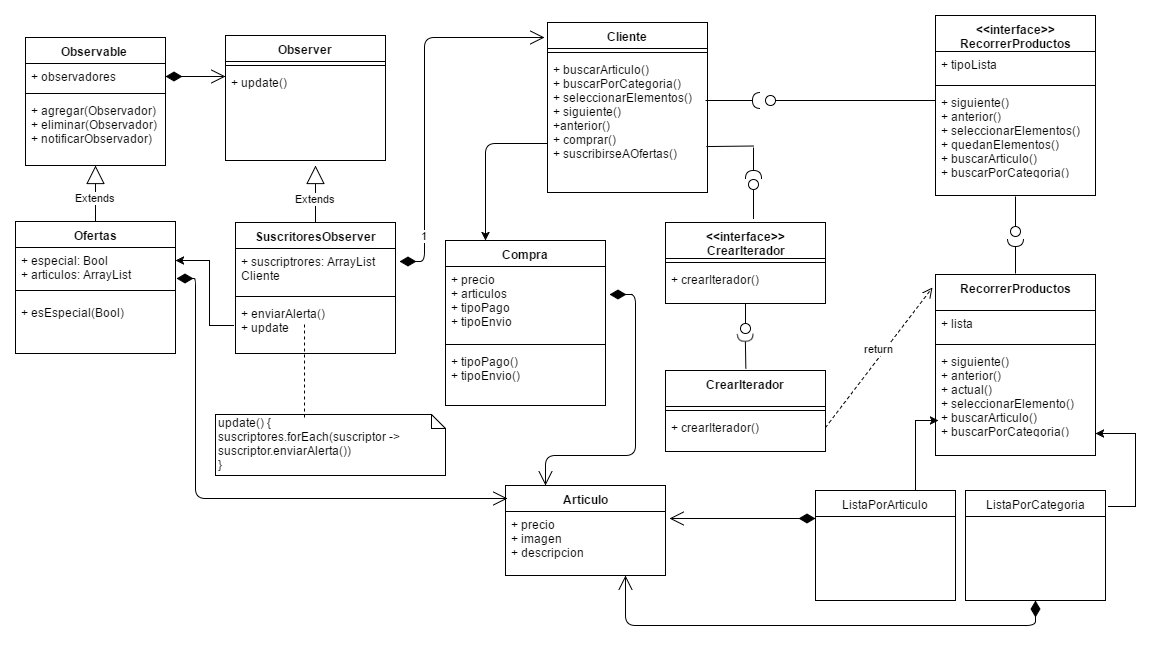 Observable
+ observadores
+ agregar(Observador)
+ eliminar(Observador)
+ notificarObservador)
Observer
+ update()
Cliente
+ buscarArticulo()
+ buscarPorCategoria()
+ seleccionarElementos()
+ siguiente()
+anterior()
+ comprar()
+ suscribirseAOfertas()
<<interface>>
RecorrerProductos
+ tipoLista
+ siguiente()
+ anterior()
+ seleccionarElementos()
+ quedanElementos()
+ buscarArticulo()
+ buscarPorCategoria()
Extends
Extends
Ofertas
+ especial: Bool
+ articulos: ArrayList
+ esEspecial(Bool)
SuscritoresObserver
+ suscriptrores: ArrayList
Cliente
+ enviarAlerta()
+ update
1
Compra
+ precio
+ articulos
+ tipoPago
+ tipoEnvio
+ tipoPago()
+ tipoEnvio()
<<interface>>
CrearIterador
+ crearIterador()
CrearIterador
+ crearIterador()
return
RecorrerProductos
+ lista
+ siguiente()
+ anterior()
+ actual()
+ seleccionarElemento()
+ buscarArticulo()
+ buscarPorCategoria()
update() {
suscriptores.forEach(suscriptor ->
suscriptor.enviarAlerta())
}
Articulo
+ precio
+ imagen
+ descripcion
ListaPorArticulo
ListaPorCategoria